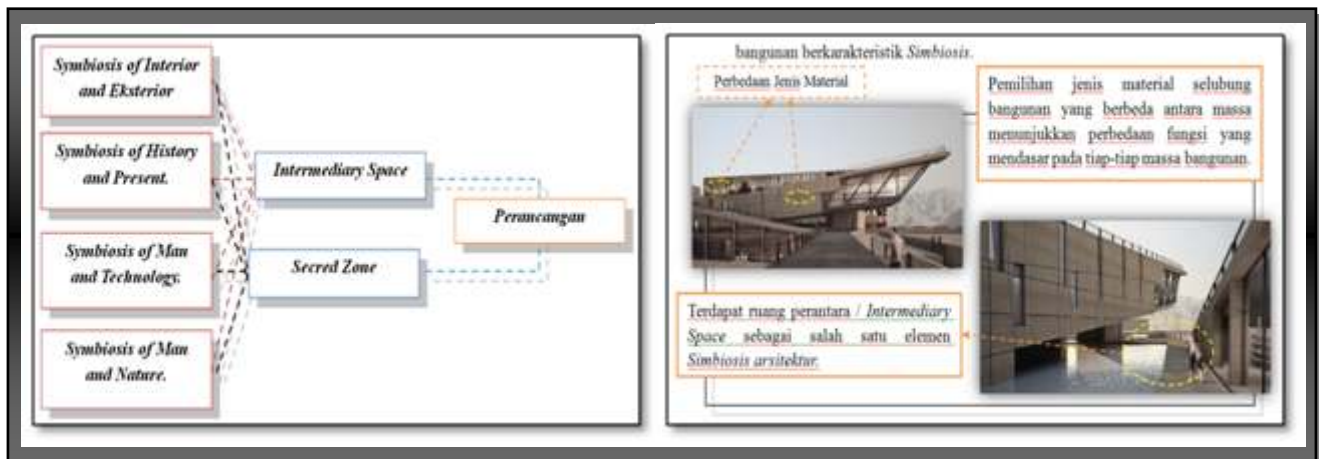 Symbiosis of Interior
and Eksterior
Symbiosis of History
and Present.
Symbiosis of Man
and Technology.
Symbiosis of Man
and Nature.
Intermediary Space
Secred Zone
Perancangan
bangunan berkarakteristik Simbiosis.
Perbedaan Jenis Material
Pemilihan jenis material selubung
bangunan yang berbeda antara massa
menunjukkan perbedaan fungsi yang
mendasar pada tiap-tiap massa bangunan.
Terdapat ruang perantara / Intermediary
Space sebagai salah satu elemen
Simbiosis arsitektur.